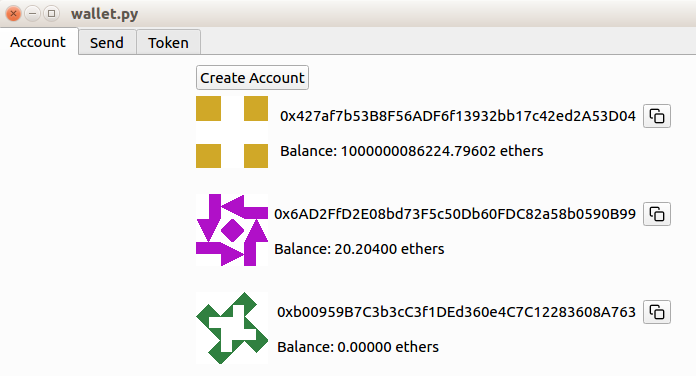 wallet.py
Account Send Token
Create Account
0x427af7b53B8F56ADF6f13932bb17c42ed2A53D04
Balance: 1000000086224.79602 ethers
0x6AD2FfD2E08bd73F5c50Db60FDC82a58b0590B99
Balance: 20.20400 ethers
0xb00959B7C3b3cC3f1DEd360e4C7C12283608A763
Balance: 0.00000 ethers